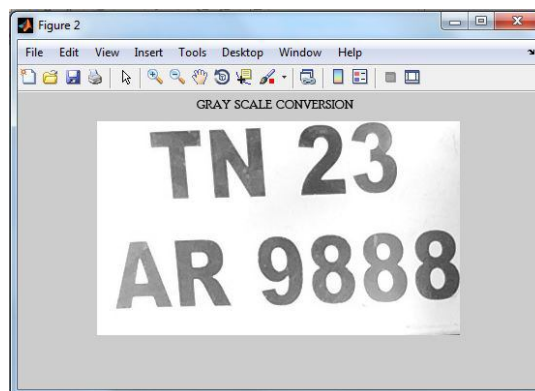 Figure 2
File Edit View Insert Tools Desktop Window Help
GRAY SCALE CONVERSION
TN 23
AR 9888